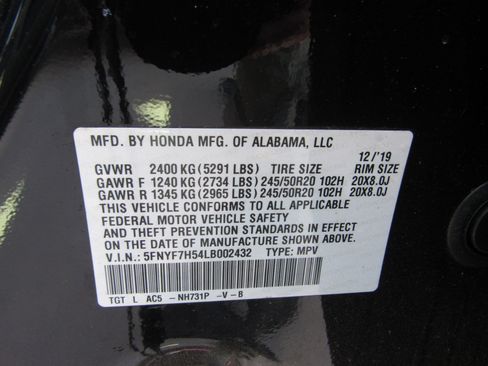 MFD. BY HONDA MFG. OF ALABAMA, LLC
12/'19
GVWR 2400 KG (5291 LBS) TIRE SIZE RIM SIZE
GAWR F 1240 KG (2734 LBS) 245/50R20 102H 20X8.0J
GAWR R 1345 KG (2965 LBS) 245/50R20 102H 20X8.0J
THIS VEHICLE CONFORMS TO ALL APPLICABLE
FEDERAL MOTOR VEHICLE SAFETY
AND THEFT PREVENTION STANDARDS IN EFFECT
ON THE DATE OF MANUFACTURE SHOWN ABOVE.
V.I.N.: 5FNYF7H54LB002432 TYPE: MPV
TGT L AC5 -NH731P -V-B